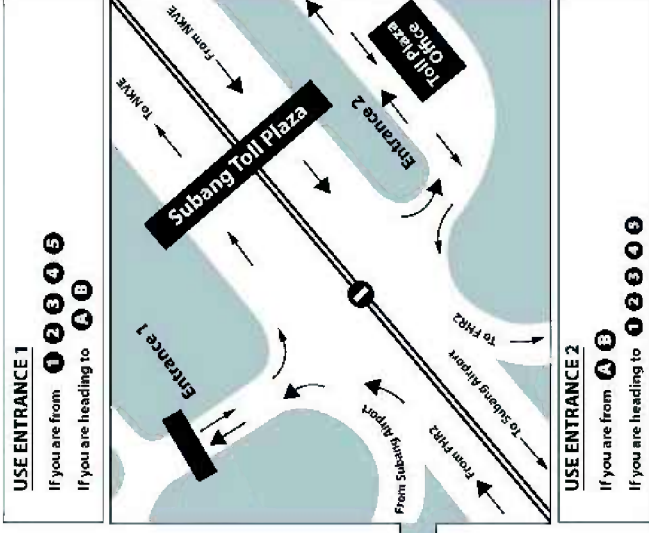 USE ENTRANCE 1
If you are from 1 2 3 4 5
If you are heading to A B
To NKVE
From NKVE
Subang Toll Plaza
Toll Plaza
Office
Entrance 2
Entrance 1
From Subang Airport
From FHR2
To Subang Airport
To FHR2
USE ENTRANCE 2
If you are from A B
If you are heading to 1 2 3 4 5